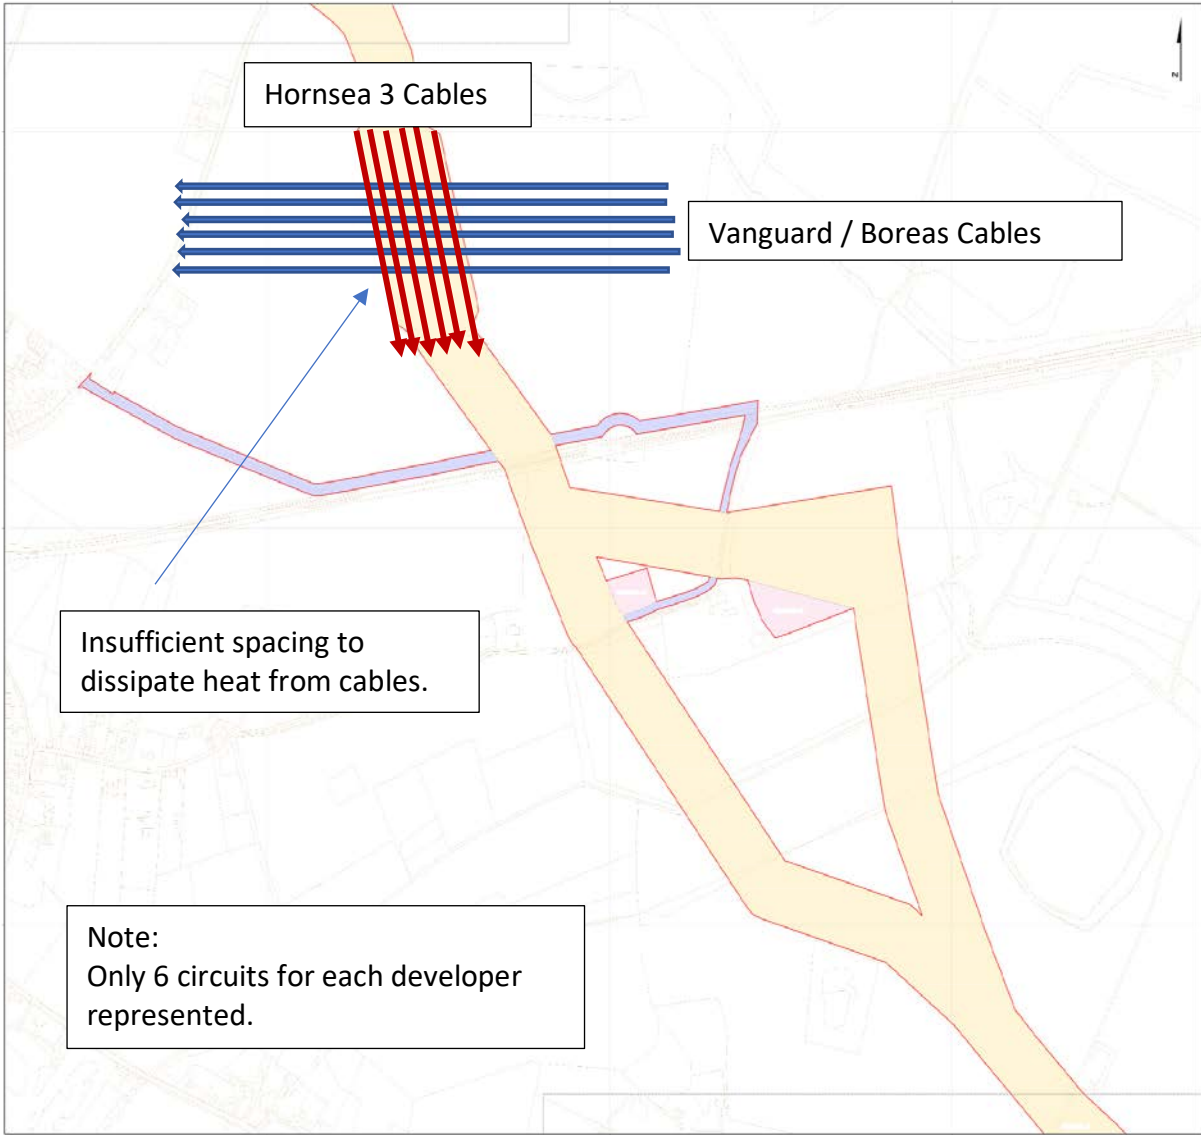 Hornsea 3 Cables
Vanguard / Boreas Cables
Insufficient spacing to
dissipate heat from cables.
Note:
Only 6 circuits for each developer
represented.